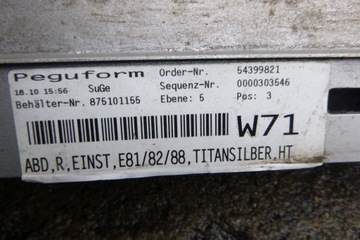 Peguform Order-Nr. 54399821
18.10 15:56 SuGe Sequenz-Nr. 0000303546
Behälter-Nr. 875101155 Ebene: 5 Pos: 3
W71
ABD,R,EINST,E81/82/88,TITANSILBER,HT